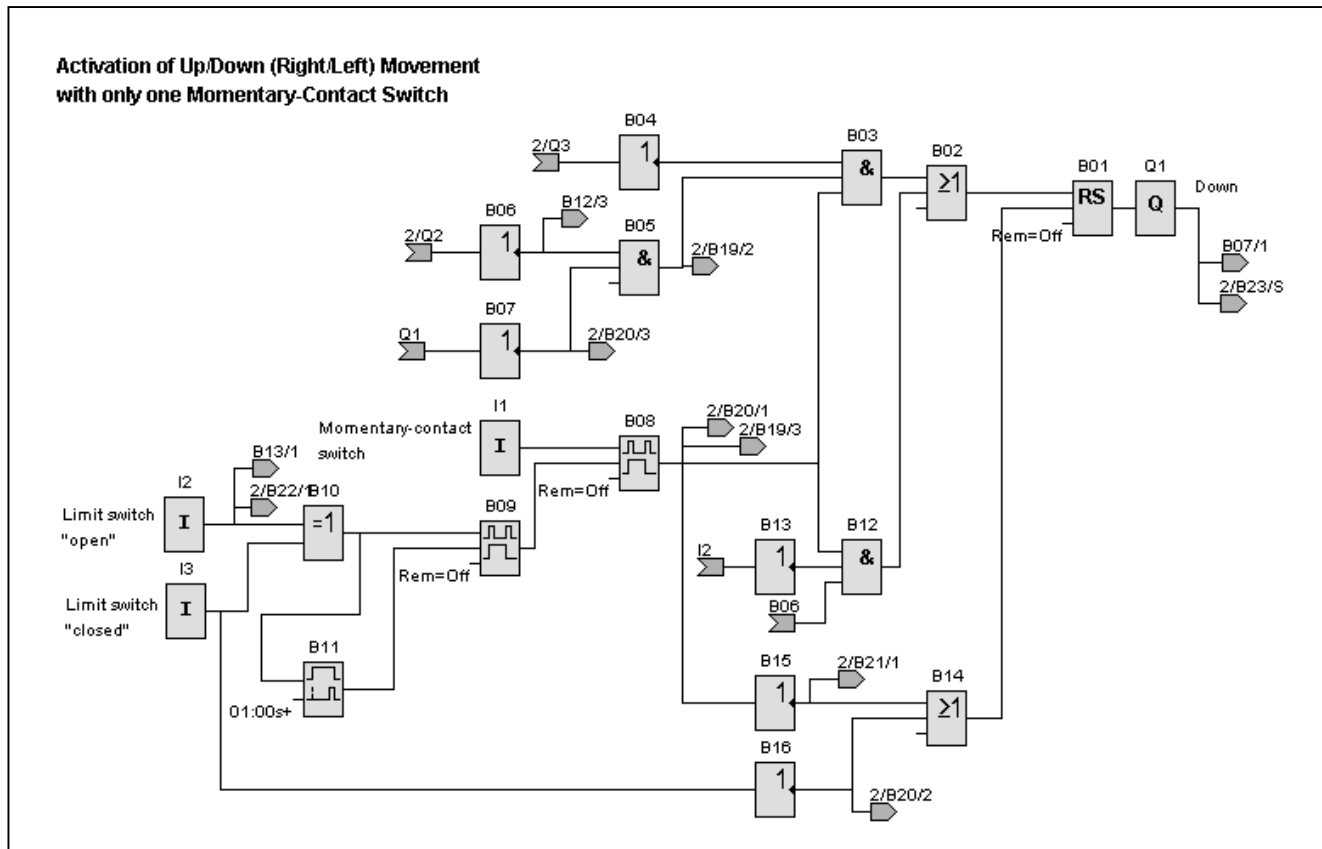 Activation of Up/Down (Right/Left) Movement
with only one Momentary-Contact Switch
B04
1
2/Q3
B03
&
B02
≥1
B01
RS
Rem=Off
Q1
Q
Down
B07/1
2/B23/S
B06
1
2/Q2
B12/3
B05
&
2/B19/2
B07
1
Q1
2/B20/3
I1
I
Momentary-contact
switch
B08
Rem=Off
2/B20/1
2/B19/3
B13/1
2/B22/1
I2
I
Limit switch
"open"
B10
=1
B09
Rem=Off
I3
I
Limit switch
"closed"
B11
01:00s+
B13
1
I2
B12
&
B06
B15
1
2/B21/1
B14
≥1
B16
1
2/B20/2